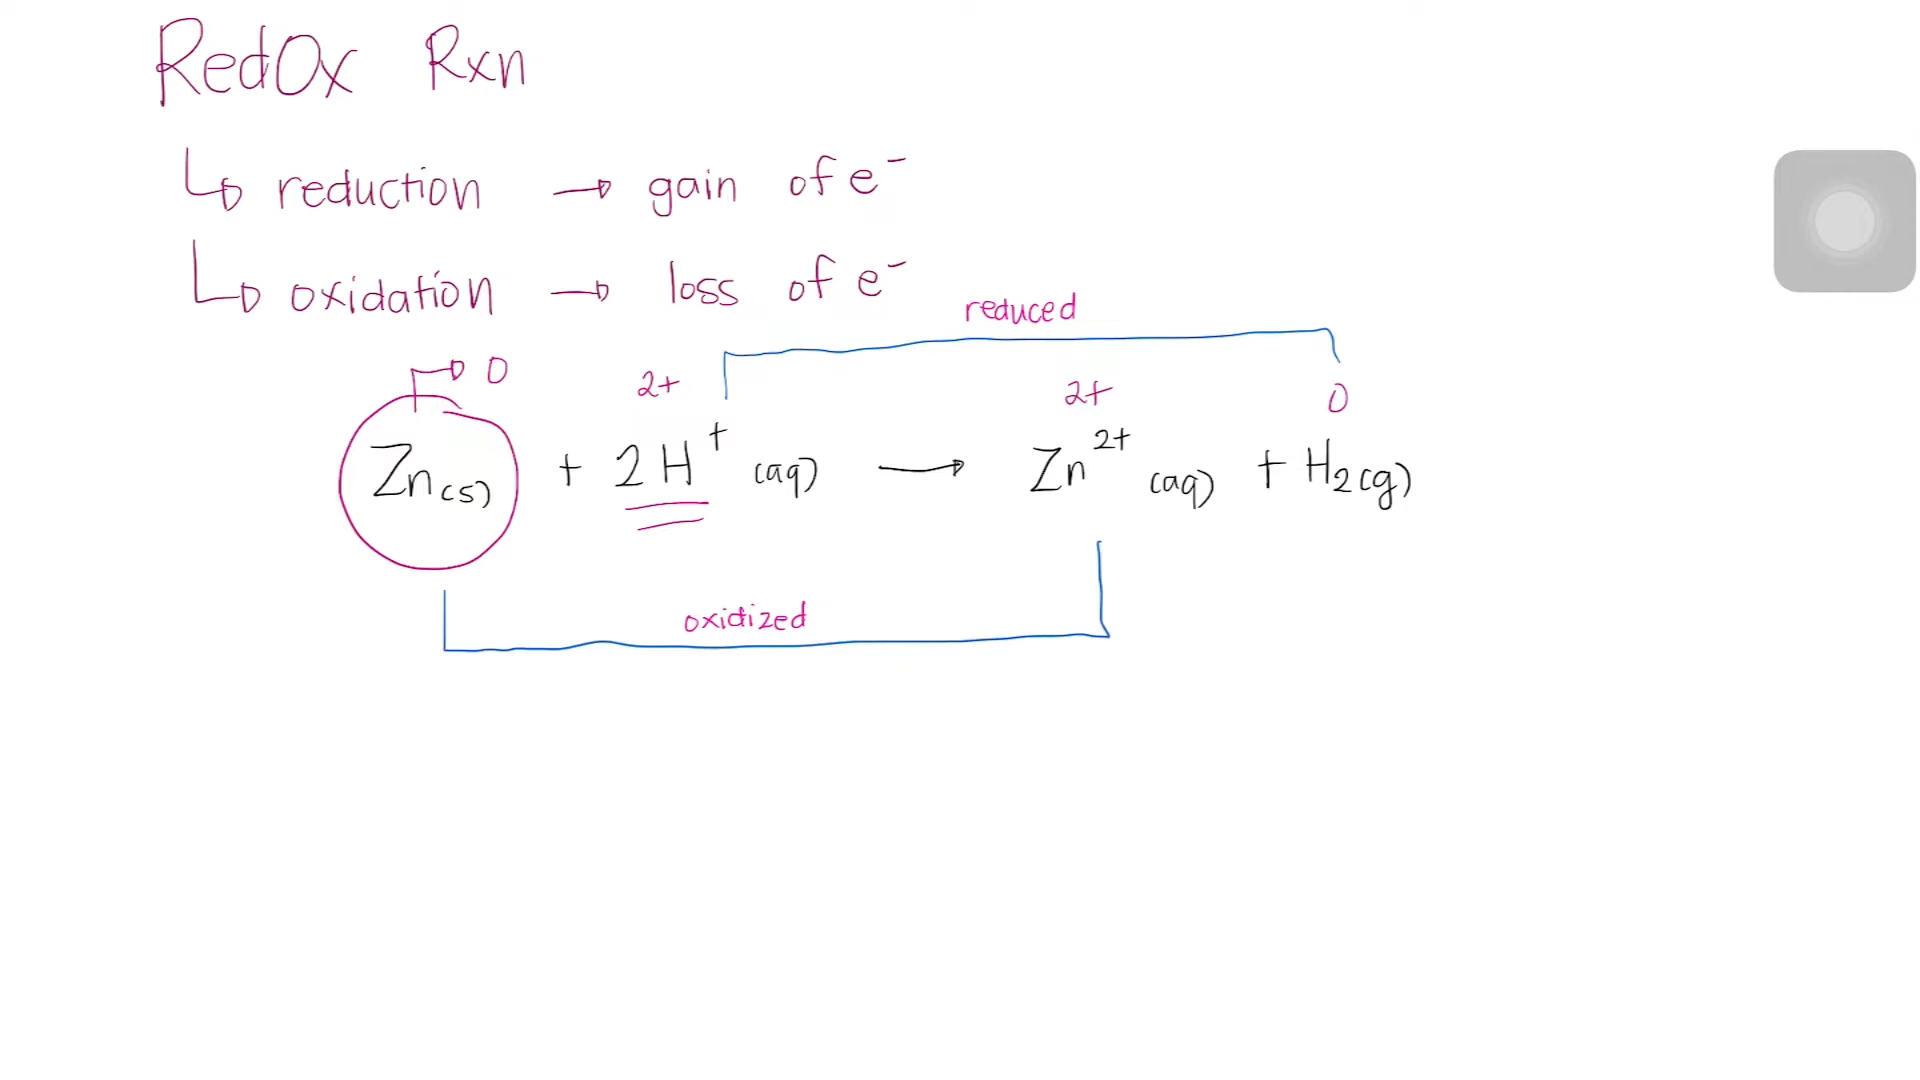 RedOx Rxn
↳ reduction → gain of e⁻
↳ oxidation → loss of e⁻
reduced
0 2+ 2+ 0
Zn(s) + 2H⁺ (aq) → Zn²⁺ (aq) + H₂(g)
oxidized